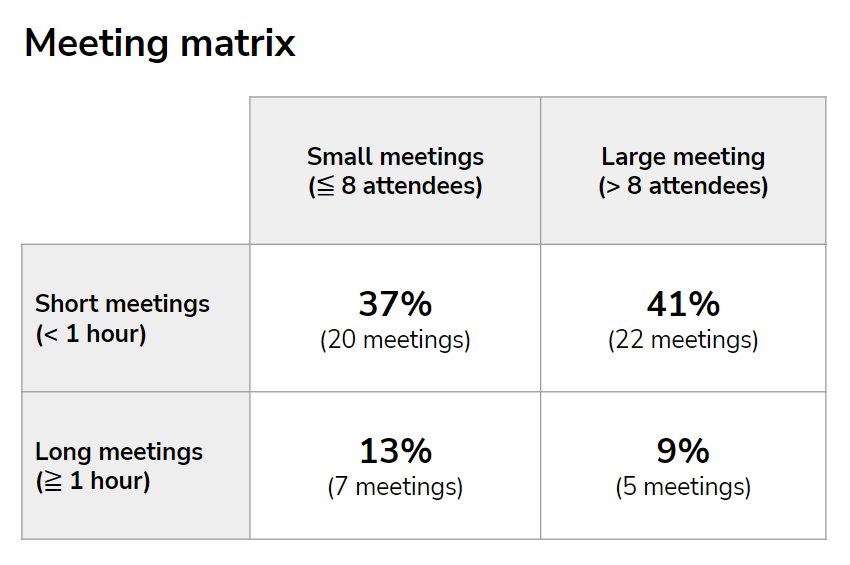 Meeting matrix
Small meetings
(≦ 8 attendees)
Large meeting
(> 8 attendees)
Short meetings
(< 1 hour)
37%
(20 meetings)
41%
(22 meetings)
Long meetings
(≧ 1 hour)
13%
(7 meetings)
9%
(5 meetings)